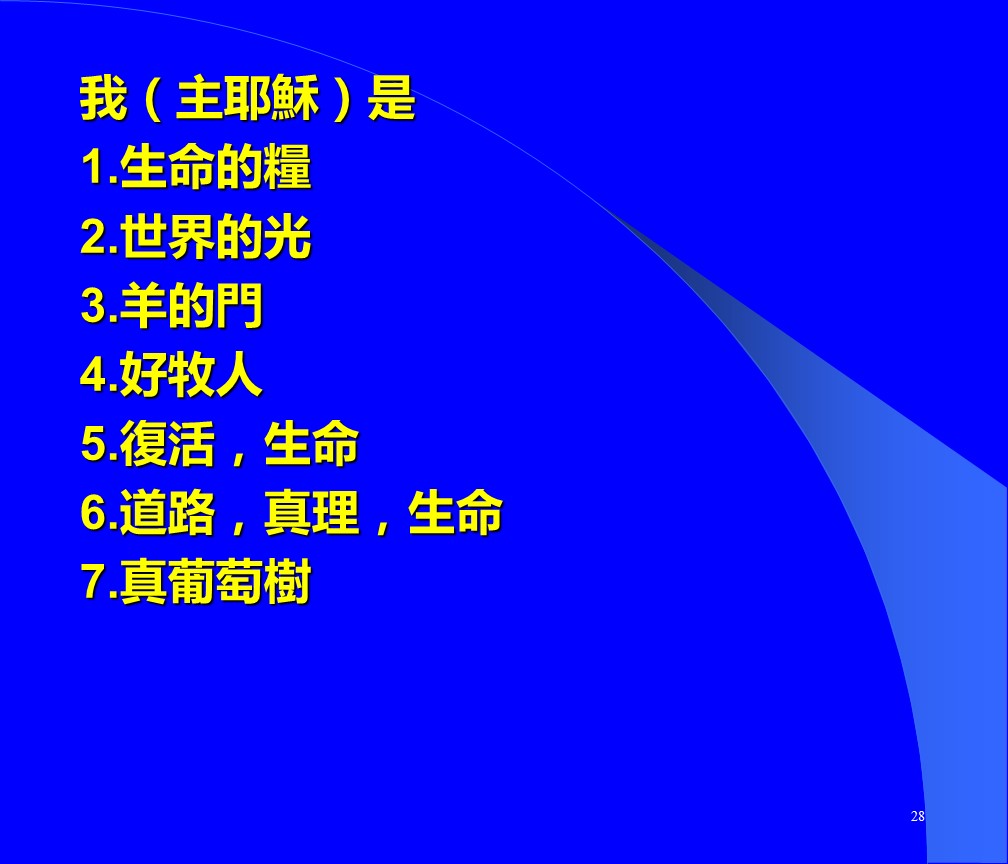 我（主耶穌）是
1.生命的糧
2.世界的光
3.羊的門
4.好牧人
5.復活，生命
6.道路，真理，生命
7.真葡萄樹
28